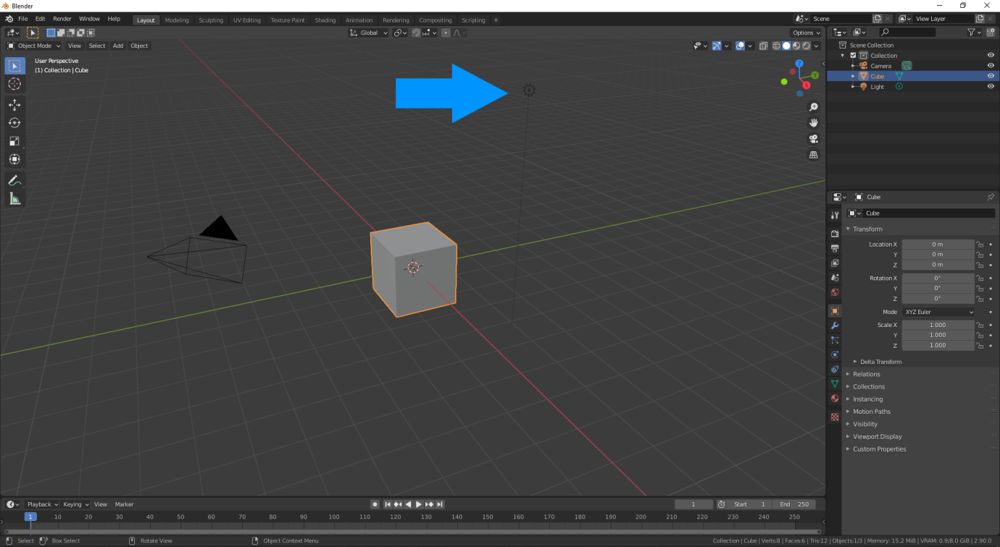 Blender
File Edit Render Window Help Layout Modeling Sculpting UV Editing Texture Paint Shading Animation Rendering Compositing Scripting + Scene View Layer
Global Options
Object Mode View Select Add Object
User Perspective
(1) Collection | Cube
Z
Y
X
Scene Collection
Collection
Camera
Cube
Light
Cube
Cube
Transform
Location X 0 m
Y 0 m
Z 0 m
Rotation X 0°
Y 0°
Z 0°
Mode XYZ Euler
Scale X 1.000
Y 1.000
Z 1.000
Delta Transform
Relations
Collections
Instancing
Motion Paths
Visibility
Viewport Display
Custom Properties
Playback Keying View Marker 1 Start 1 End 250
1 10 20 30 40 50 60 70 80 90 100 110 120 130 140 150 160 170 180 190 200 210 220 230 240 250
Select Box Select Rotate View Object Context Menu Collection | Cube | Verts:8 | Faces:6 | Tris:12 | Objects:1/3 | Memory: 15.2 MiB | VRAM: 0.9/8.0 GiB | 2.90.0